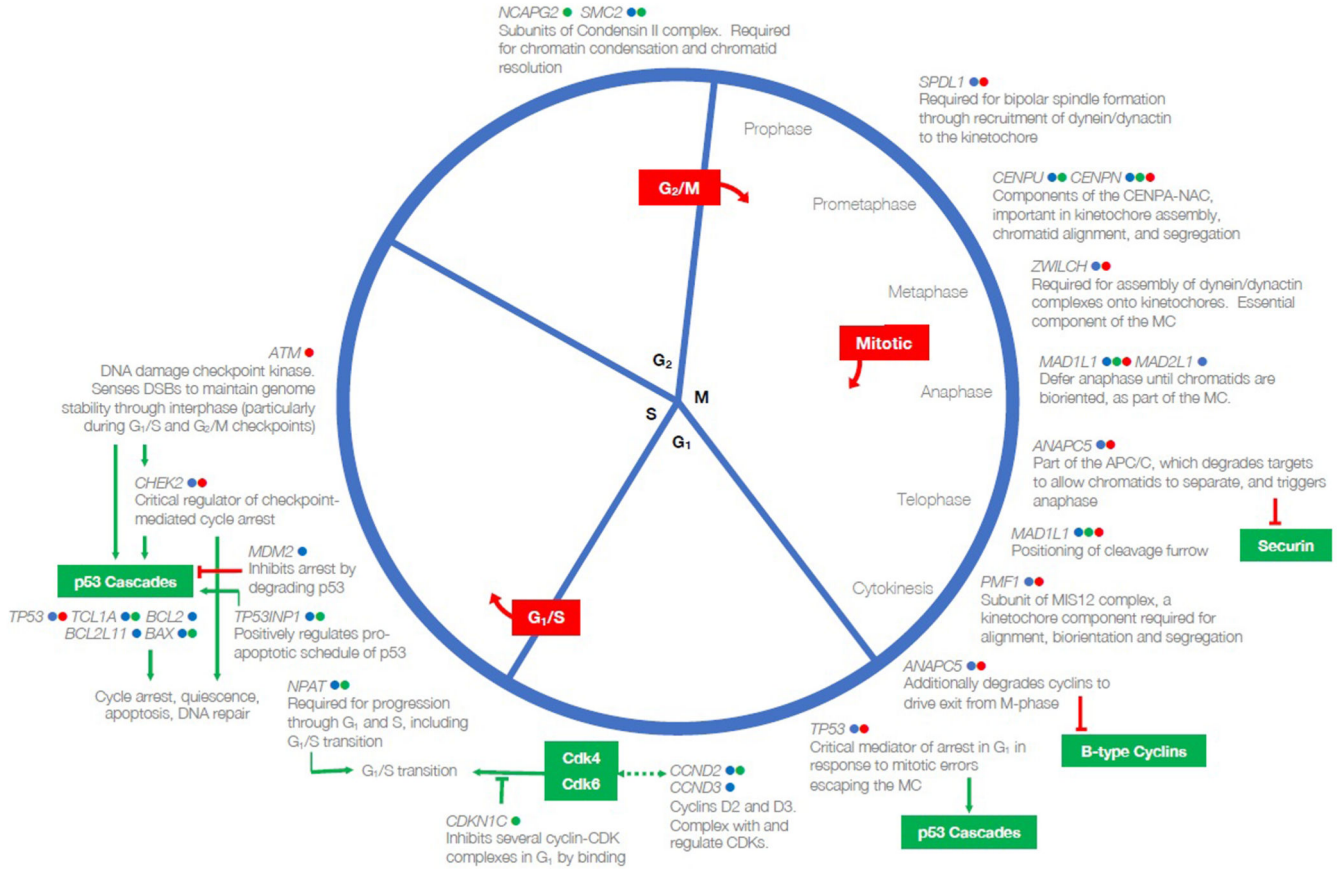 NCAPG2 SMC2
Subunits of Condensin II complex. Required
for chromatin condensation and chromatid
resolution
SPDL1
Required for bipolar spindle formation
through recruitment of dynein/dynactin
to the kinetochore
CENPU CENPN
Components of the CENPA-NAC,
important in kinetochore assembly,
chromatid alignment, and segregation
ZWILCH
Required for assembly of dynein/dynactin
complexes onto kinetochores. Essential
component of the MC
MAD1L1 MAD2L1
Defer anaphase until chromatids are
bioriented, as part of the MC.
ANAPC5
Part of the APC/C, which degrades targets
to allow chromatids to separate, and triggers
anaphase
Securin
MAD1L1
Positioning of cleavage furrow
PMF1
Subunit of MIS12 complex, a
kinetochore component required for
alignment, biorientation and segregation
ANAPC5
Additionally degrades cyclins to
drive exit from M-phase
B-type Cyclins
TP53
Critical mediator of arrest in G₁ in
response to mitotic errors
escaping the MC
p53 Cascades
Prophase
G₂/M
Prometaphase
Metaphase
Mitotic
Anaphase
Telophase
Cytokinesis
G₂
M
S
G₁
G₁/S
ATM
DNA damage checkpoint kinase.
Senses DSBs to maintain genome
stability through interphase (particularly
during G₁/S and G₂/M checkpoints)
CHEK2
Critical regulator of checkpoint-
mediated cycle arrest
MDM2
Inhibits arrest by
degrading p53
p53 Cascades
TP53 TCL1A BCL2
BCL2L11 BAX
TP53INP1
Positively regulates pro-
apoptotic schedule of p53
Cycle arrest, quiescence,
apoptosis, DNA repair
NPAT
Required for progression
through G₁ and S, including
G₁/S transition
G₁/S transition
Cdk4
Cdk6
CCND2
CCND3
Cyclins D2 and D3.
Complex with and
regulate CDKs.
CDKN1C
Inhibits several cyclin-CDK
complexes in G₁ by binding